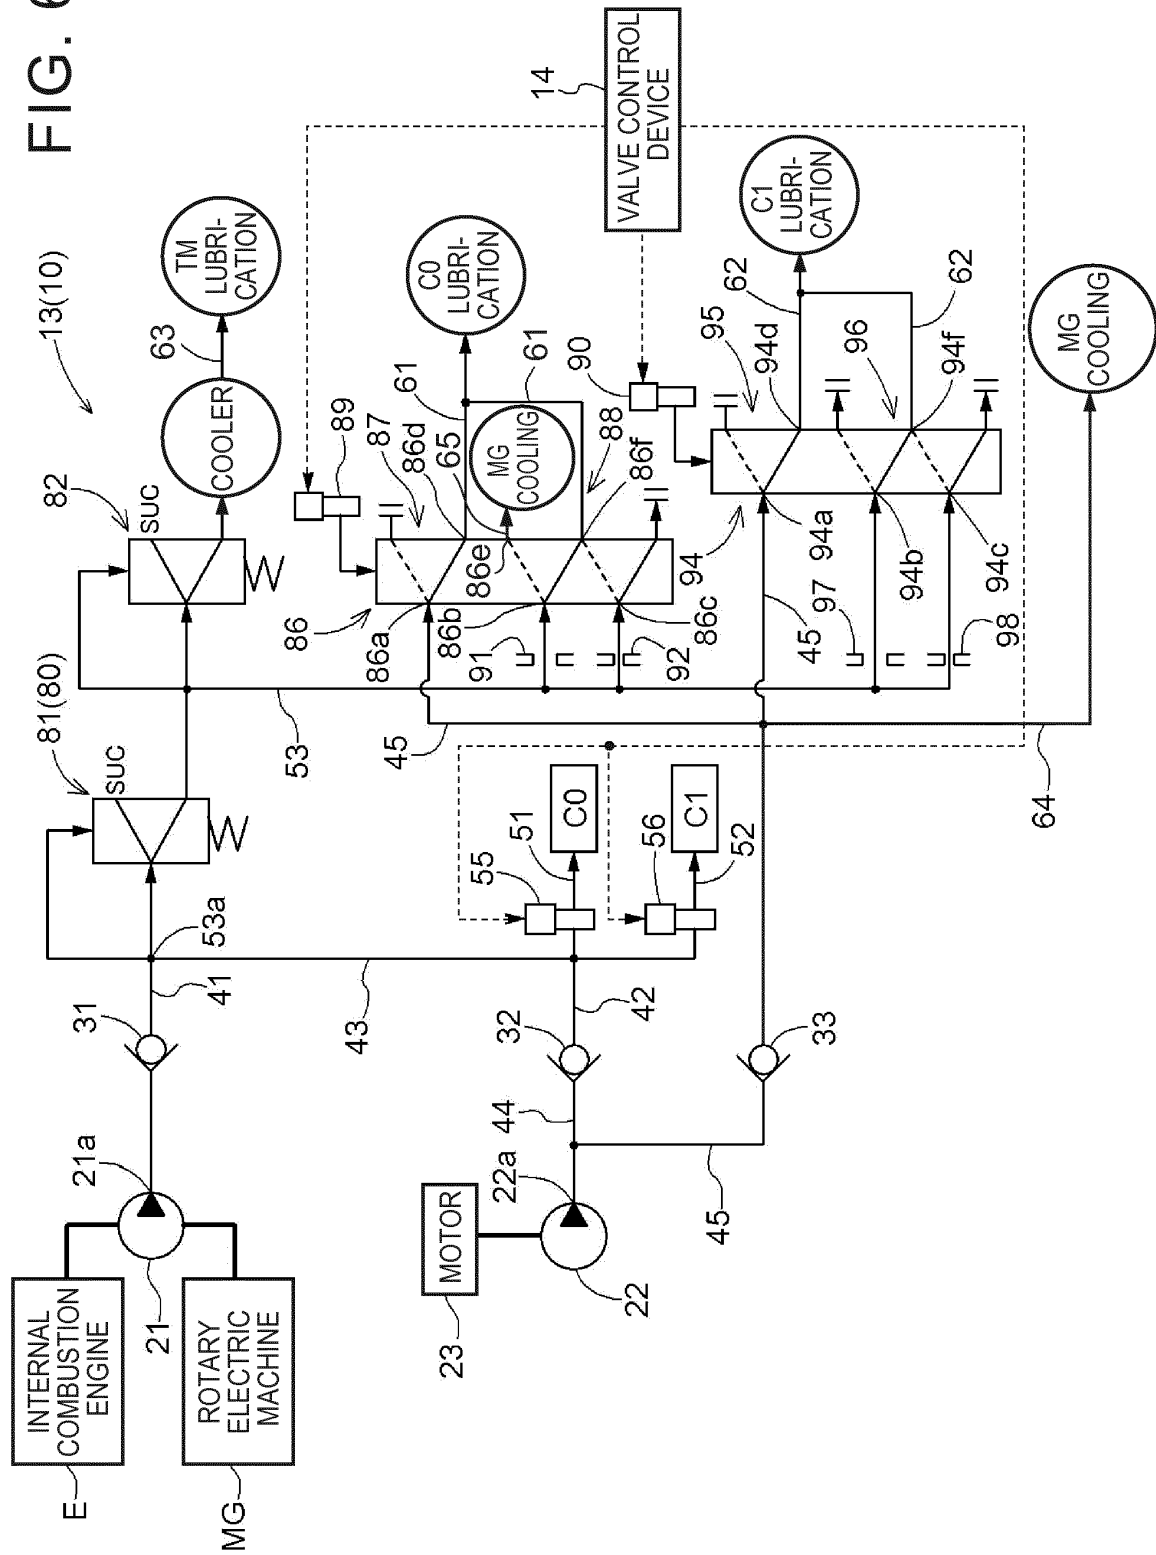 FIG. 6
13(10)
TM
LUBRI-
CATION
63
COOLER
82
SUC
81(80)
SUC
53
53a
41
31
43
21a
21
INTERNAL
COMBUSTION
ENGINE
E
ROTARY
ELECTRIC
MACHINE
MG
14
VALVE CONTROL
DEVICE
C0
LUBRI-
CATION
61
61
89
87
86d
65
MG
COOLING
88
86f
86e
86
86a
86b
86c
91
92
45
90
C1
LUBRI-
CATION
62
62
95
94d
96
94f
94
94a
94b
94c
45
97
98
MG
COOLING
64
C0
C1
51
52
55
56
42
32
33
44
22a
22
45
MOTOR
23